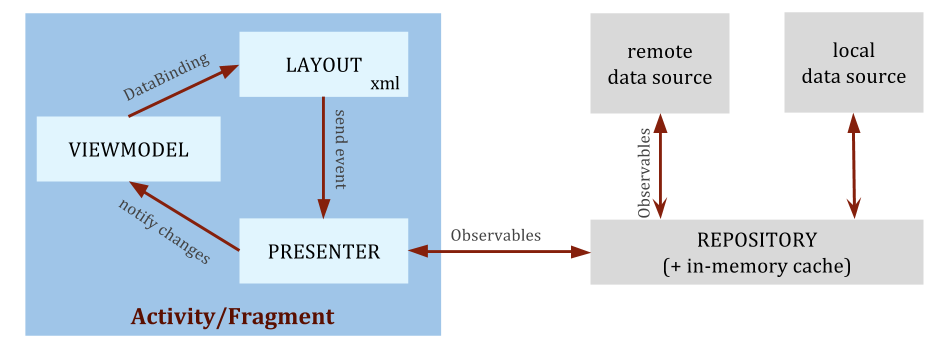 DataBinding
LAYOUT
xml
VIEWMODEL
send event
notify changes
PRESENTER
Activity/Fragment
Observables
remote
data source
local
data source
Observables
REPOSITORY
(+ in-memory cache)